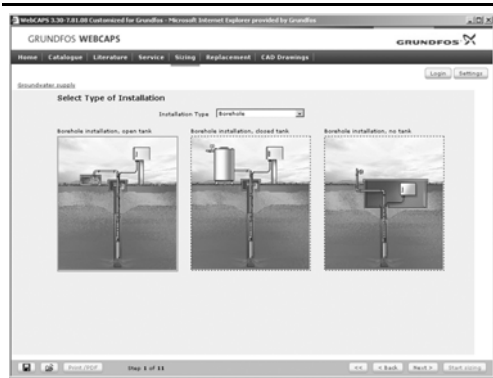 WebCAPS 3.30-7.81.00 Customized for Grundfos - Microsoft Internet Explorer provided by Grundfos
GRUNDFOS WEBCAPS
GRUNDFOS
Home Catalogue Literature Service Sizing Replacement CAD Drawings
Login Settings
Groundwater supply
Select Type of Installation
Installation Type Borehole
Borehole installation, open tank Borehole installation, closed tank Borehole installation, no tank
Print/PDF Step 1 of 11 << < Back Next > Start sizing